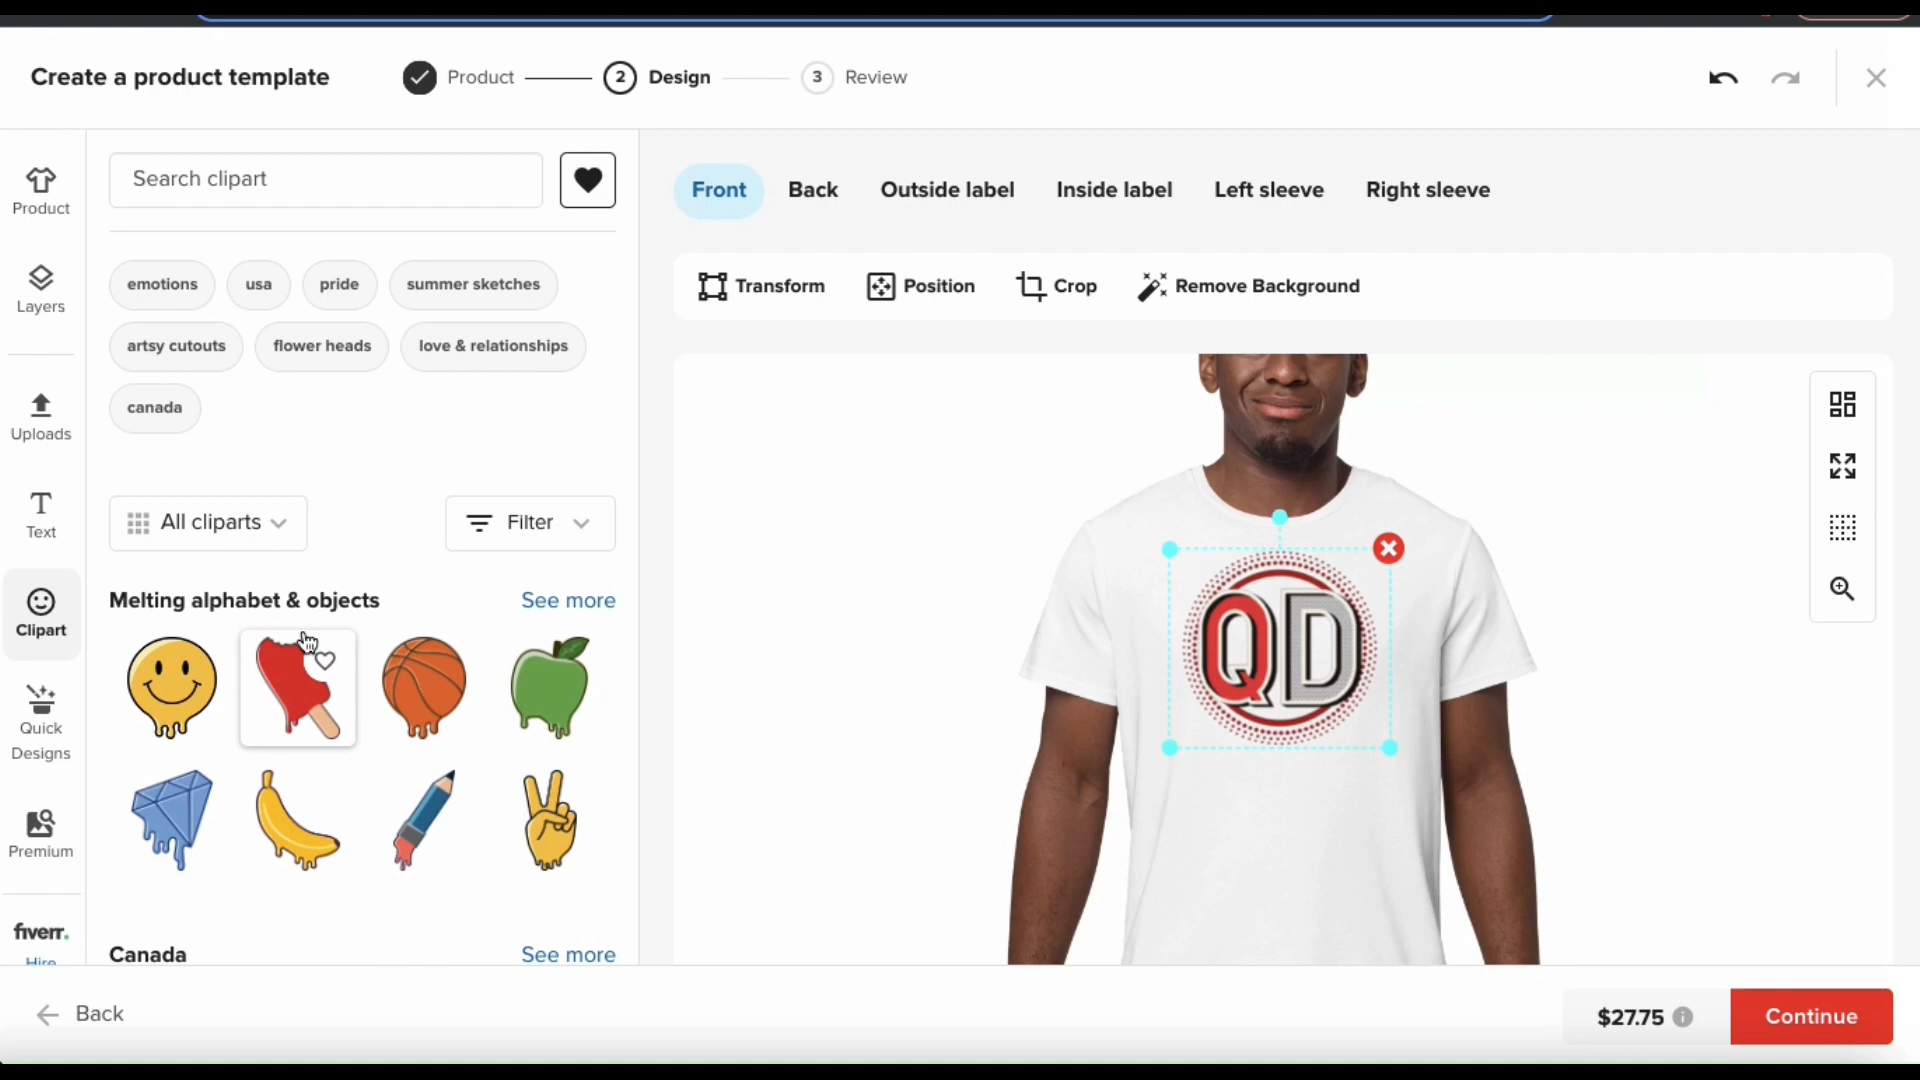 Create a product template
Product
2
Design
3
Review
Product
Layers
Uploads
Text
Clipart
Quick
Designs
Premium
fiverr.
Hire
Search clipart
emotions
usa
pride
summer sketches
artsy cutouts
flower heads
love & relationships
canada
All cliparts
Filter
Melting alphabet & objects
See more
Canada
See more
Front
Back
Outside label
Inside label
Left sleeve
Right sleeve
Transform
Position
Crop
Remove Background
QD
Back
$27.75
Continue